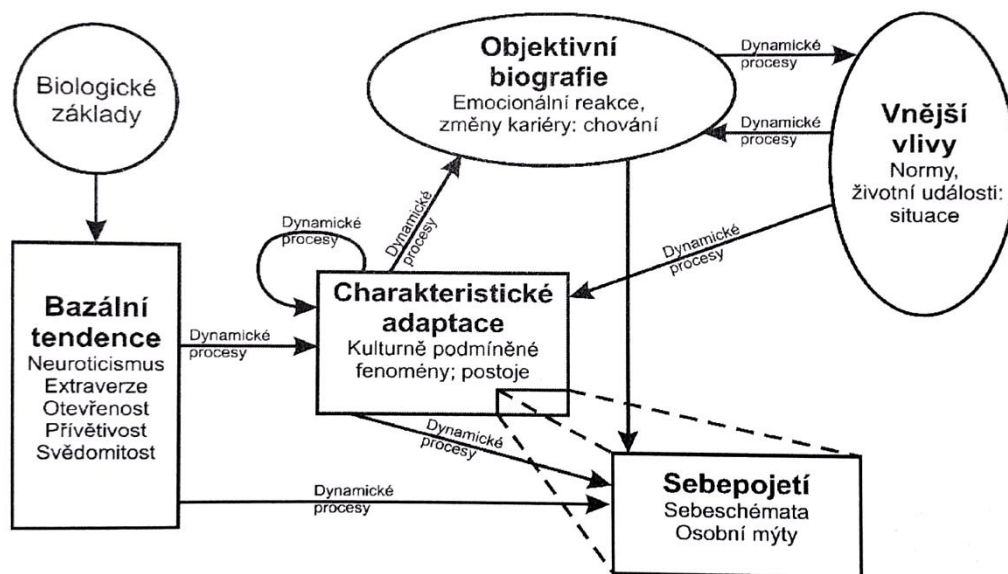 Biologické
základy
Objektivní
biografie
Emocionální reakce,
změny kariéry: chování
Dynamické
procesy
Dynamické
procesy
Vnější
vlivy
Normy,
životní události:
situace
Dynamické
procesy
Dynamické
procesy
Dynamické
procesy
Bazální
tendence
Neuroticismus
Extraverze
Otevřenost
Přívětivost
Svědomitost
Dynamické
procesy
Charakteristické
adaptace
Kulturně podmíněné
fenomény; postoje
Dynamické
procesy
Dynamické
procesy
Sebepojetí
Sebeschémata
Osobní mýty